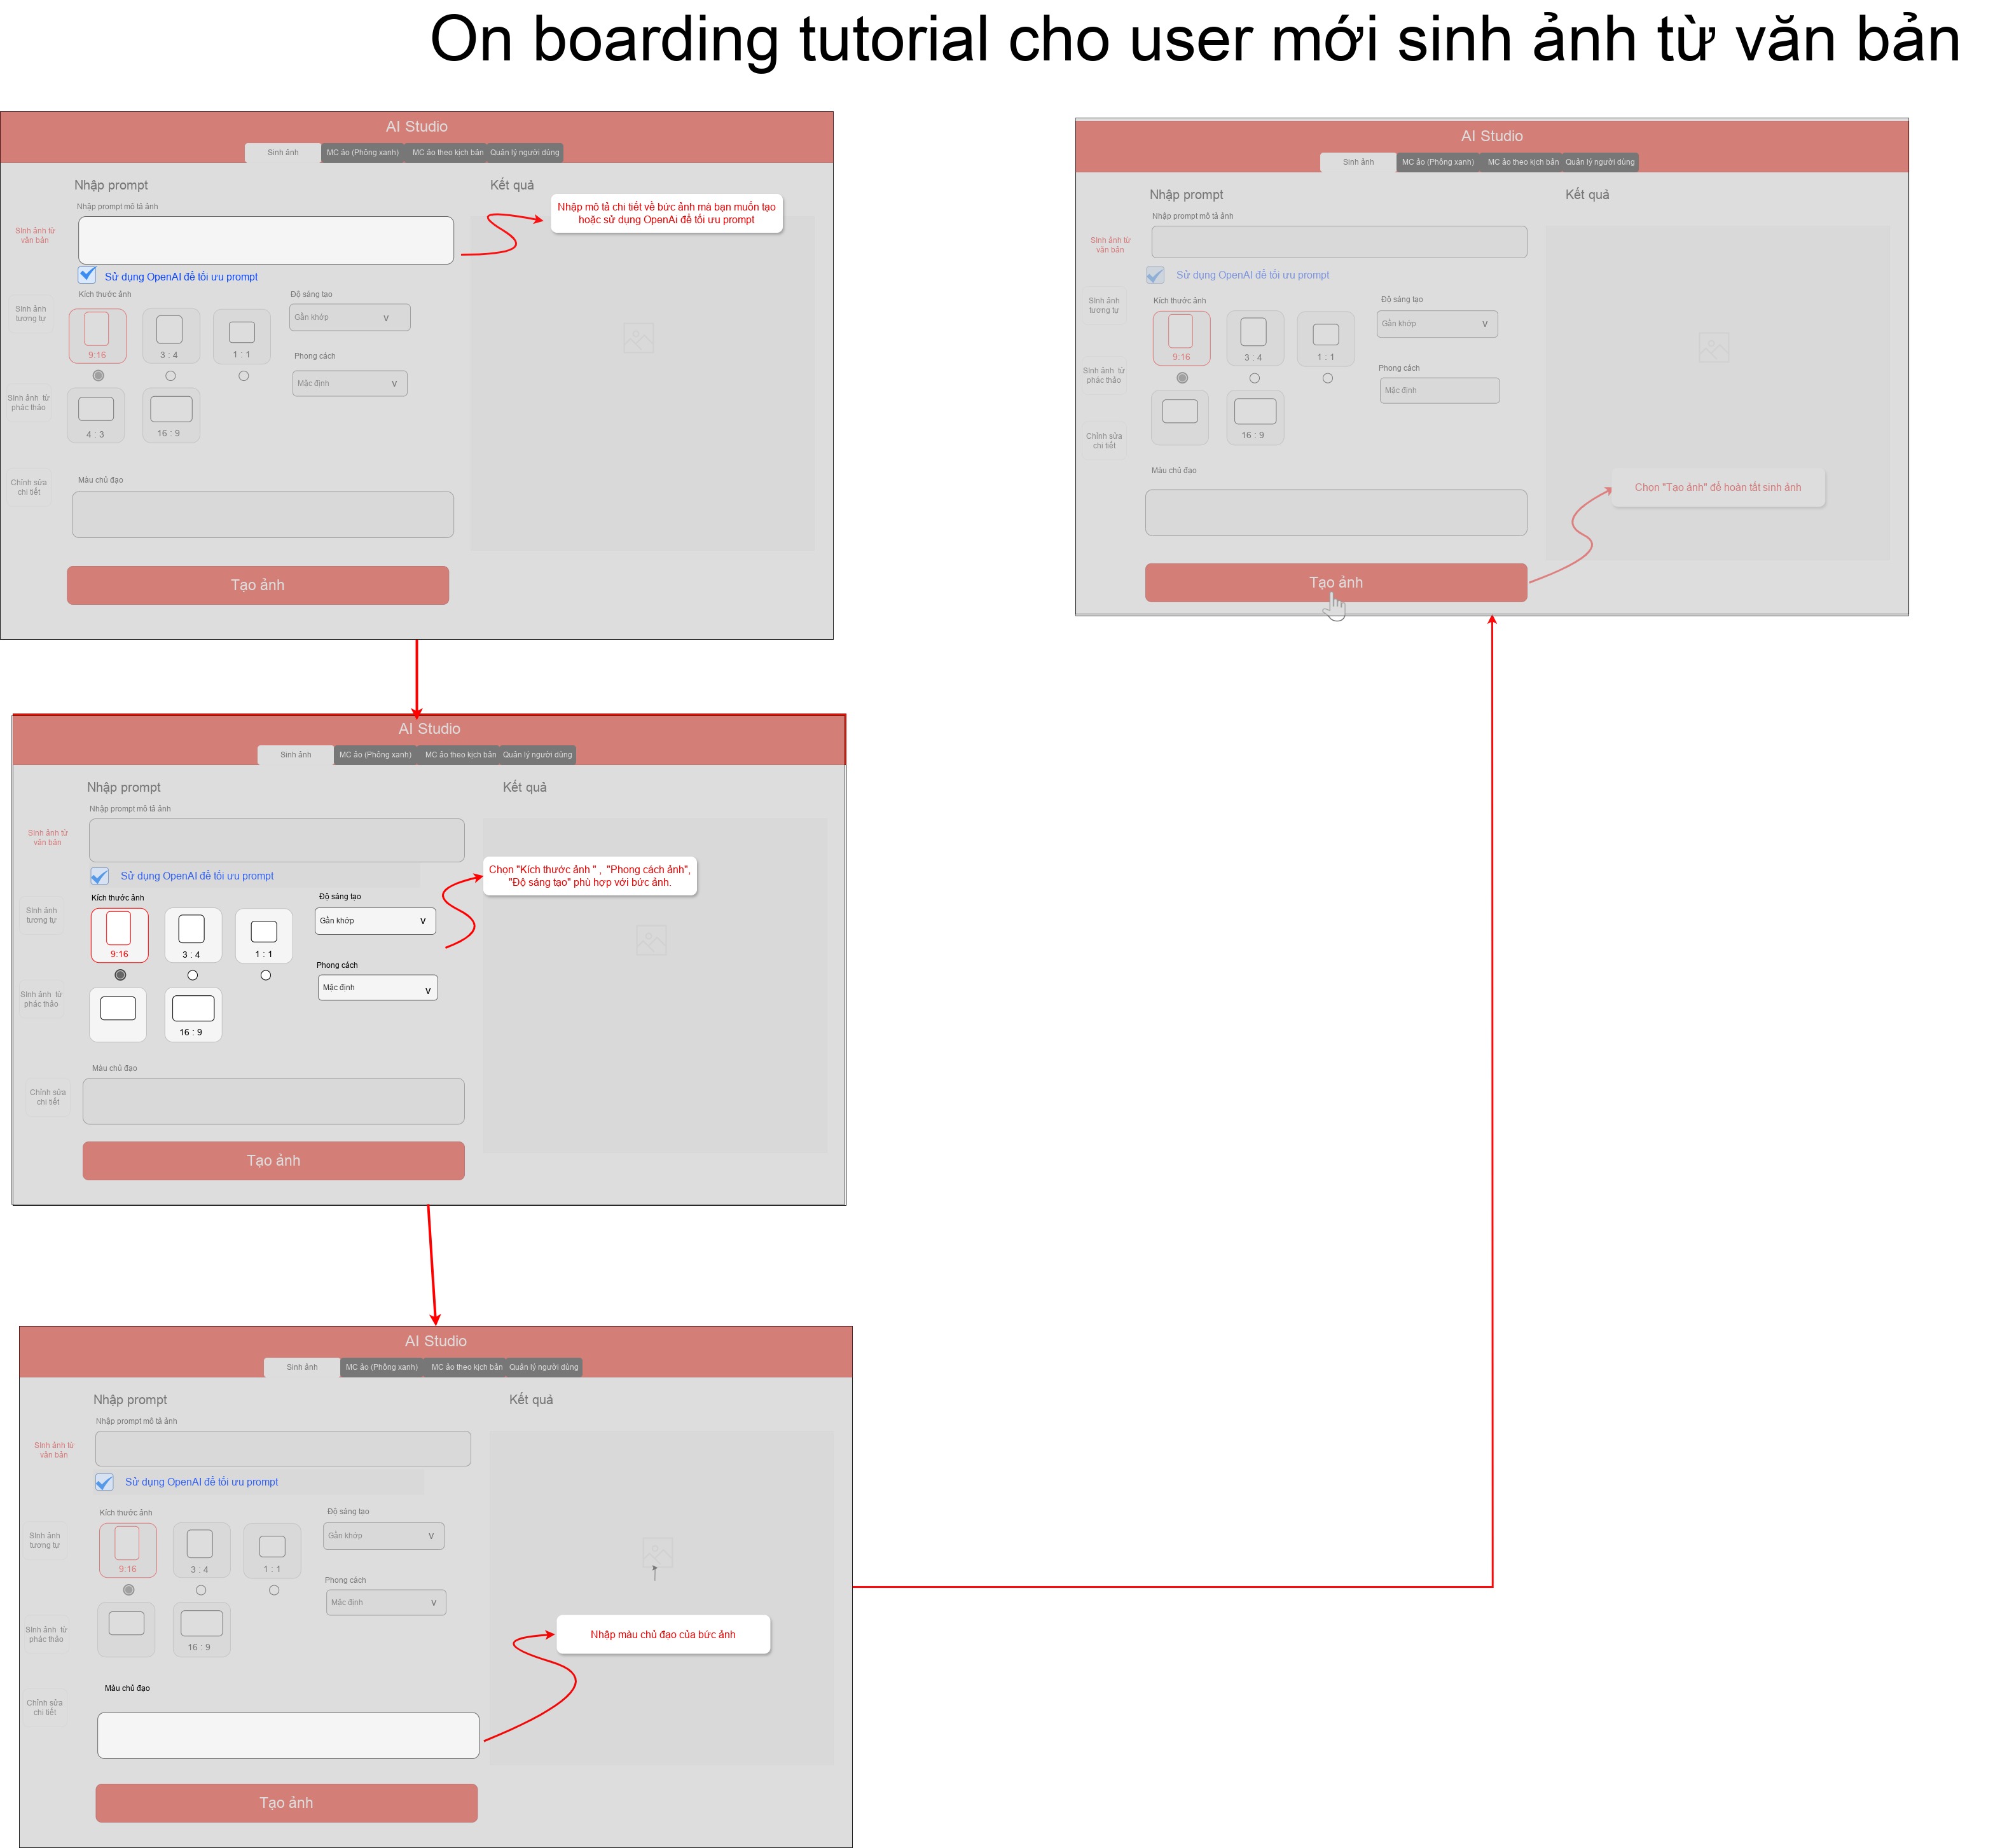 On boarding tutorial cho user mới sinh ảnh từ văn bản
AI Studio
Sinh ảnh
MC ảo (Phông xanh)
MC ảo theo kịch bản
Quản lý người dùng
Nhập prompt
Kết quả
Nhập prompt mô tả ảnh
Nhập mô tả chi tiết về bức ảnh mà bạn muốn tạo
hoặc sử dụng OpenAi để tối ưu prompt
SInh ảnh từ
văn bản
Sử dụng OpenAI để tối ưu prompt
Kích thước ảnh
Độ sáng tạo
SInh ảnh
tương tự
Gần khớp
v
9:16
3 : 4
1 : 1
Phong cách
Mặc định
v
SInh ảnh từ
phác thảo
4 : 3
16 : 9
Màu chủ đạo
Chỉnh sửa
chi tiết
Tạo ảnh
AI Studio
Sinh ảnh
MC ảo (Phông xanh)
MC ảo theo kịch bản
Quản lý người dùng
Nhập prompt
Kết quả
Nhập prompt mô tả ảnh
SInh ảnh từ
văn bản
Sử dụng OpenAI để tối ưu prompt
Chọn "Kích thước ảnh " , "Phong cách ảnh",
"Độ sáng tạo" phù hợp với bức ảnh.
Kích thước ảnh
Độ sáng tạo
SInh ảnh
tương tự
Gần khớp
v
9:16
3 : 4
1 : 1
Phong cách
Mặc định
v
SInh ảnh từ
phác thảo
16 : 9
Màu chủ đạo
Chỉnh sửa
chi tiết
Tạo ảnh
AI Studio
Sinh ảnh
MC ảo (Phông xanh)
MC ảo theo kịch bản
Quản lý người dùng
Nhập prompt
Kết quả
Nhập prompt mô tả ảnh
SInh ảnh từ
văn bản
Sử dụng OpenAI để tối ưu prompt
Kích thước ảnh
Độ sáng tạo
SInh ảnh
tương tự
Gần khớp
v
9:16
3 : 4
1 : 1
Phong cách
Mặc định
v
SInh ảnh từ
phác thảo
16 : 9
Nhập màu chủ đạo của bức ảnh
Màu chủ đạo
Chỉnh sửa
chi tiết
Tạo ảnh
AI Studio
Sinh ảnh
MC ảo (Phông xanh)
MC ảo theo kịch bản
Quản lý người dùng
Nhập prompt
Kết quả
Nhập prompt mô tả ảnh
SInh ảnh từ
văn bản
Sử dụng OpenAI để tối ưu prompt
Kích thước ảnh
Độ sáng tạo
SInh ảnh
tương tự
Gần khớp
v
9:16
3 : 4
1 : 1
Phong cách
Mặc định
SInh ảnh từ
phác thảo
16 : 9
Chỉnh sửa
chi tiết
Màu chủ đạo
Chọn "Tạo ảnh" để hoàn tất sinh ảnh
Tạo ảnh